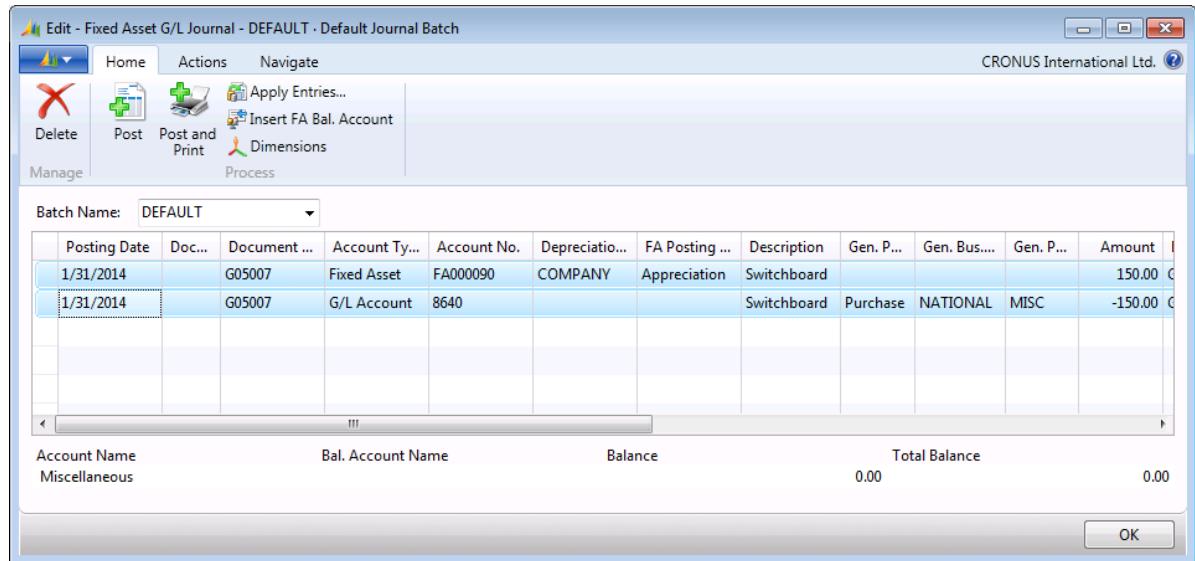 Edit - Fixed Asset G/L Journal - DEFAULT · Default Journal Batch
Home Actions Navigate CRONUS International Ltd.
Delete
Post
Post and
Print
Apply Entries...
Insert FA Bal. Account
Dimensions
Manage Process
Batch Name: DEFAULT
Posting Date Doc... Document ... Account Ty... Account No. Depreciatio... FA Posting ... Description Gen. P... Gen. Bus.... Gen. P... Amount
1/31/2014 G05007 Fixed Asset FA000090 COMPANY Appreciation Switchboard 150.00
1/31/2014 G05007 G/L Account 8640 Switchboard Purchase NATIONAL MISC -150.00
Account Name Bal. Account Name Balance Total Balance
Miscellaneous 0.00 0.00
OK